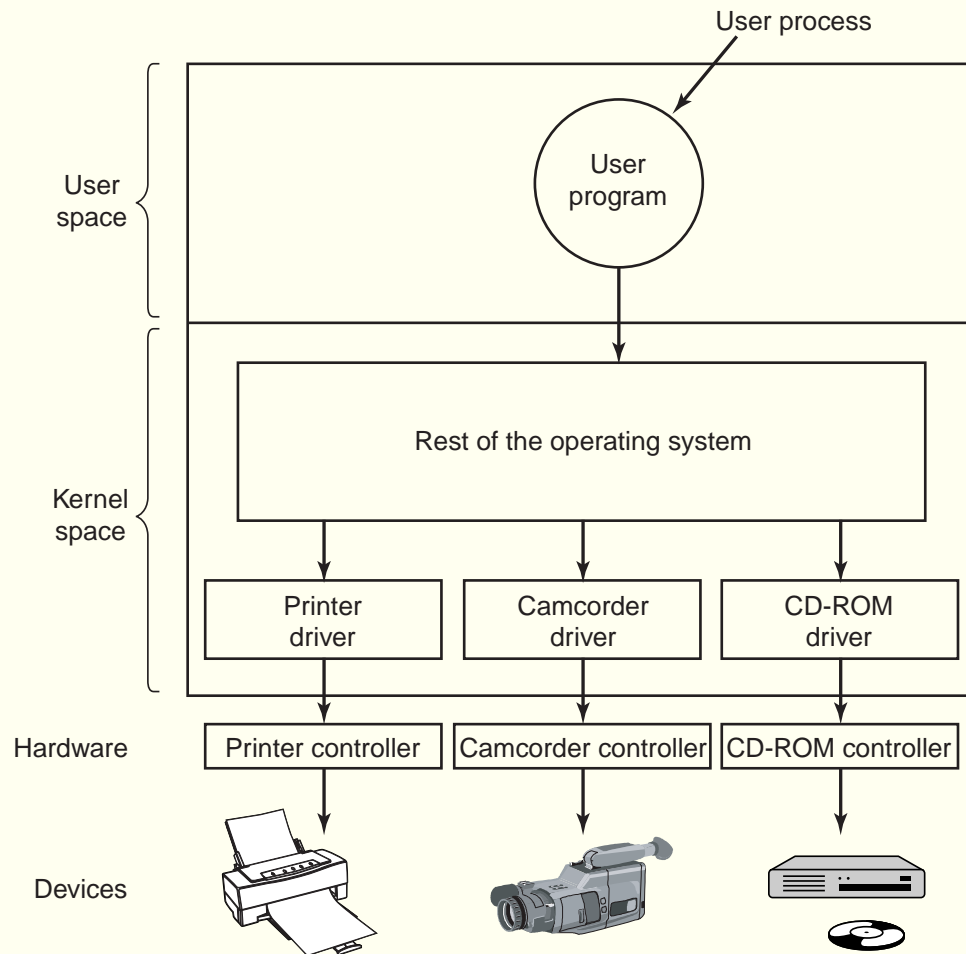 User process
User
program
User
space
Rest of the operating system
Kernel
space
Printer
driver
Camcorder
driver
CD-ROM
driver
Hardware
Printer controller
Camcorder controller
CD-ROM controller
Devices